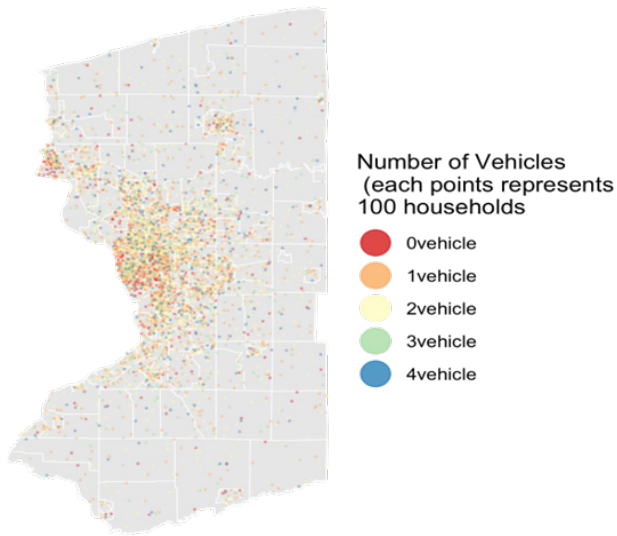 Number of Vehicles
(each points represents
100 households
0vehicle
1vehicle
2vehicle
3vehicle
4vehicle